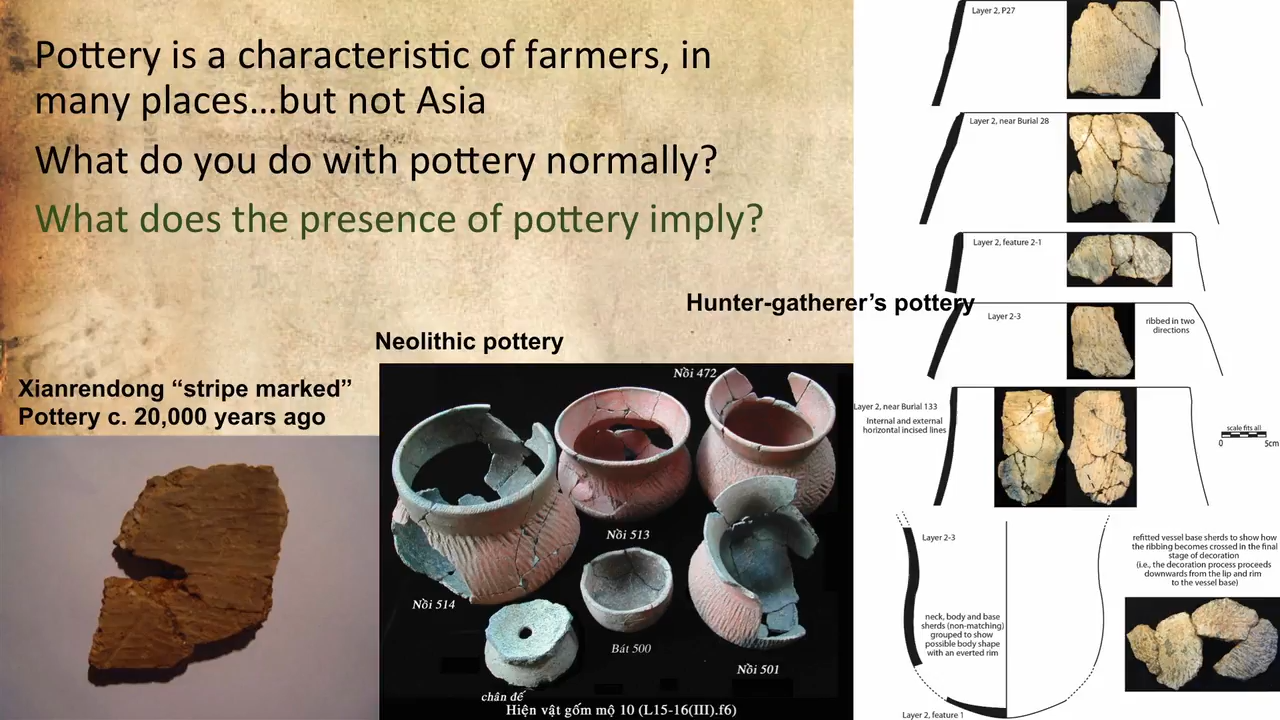 Pottery is a characteristic of farmers, in
many places...but not Asia
What do you do with pottery normally?
What does the presence of pottery imply?
Hunter-gatherer’s pottery
Neolithic pottery
Xianrendong “stripe marked”
Pottery c. 20,000 years ago
Nồi 472
Nồi 513
Nồi 514
Bát 500
Nồi 501
chân đế
Hiện vật gốm mộ 10 (L15-16(III).f6)
Layer 2, P27
Layer 2, near Burial 28
Layer 2, feature 2-1
Layer 2-3
ribbed in two
directions
Layer 2, near Burial 133
Internal and external
horizontal incised lines
scale fits all
0 5cm
Layer 2-3
refitted vessel base sherds to show how
the ribbing becomes crossed in the final
stage of decoration
(i.e., the decoration process proceeds
downwards from the lip and rim
to the vessel base)
neck, body and base
sherds (non-matching)
grouped to show
possible body shape
with an everted rim
Layer 2, feature 1